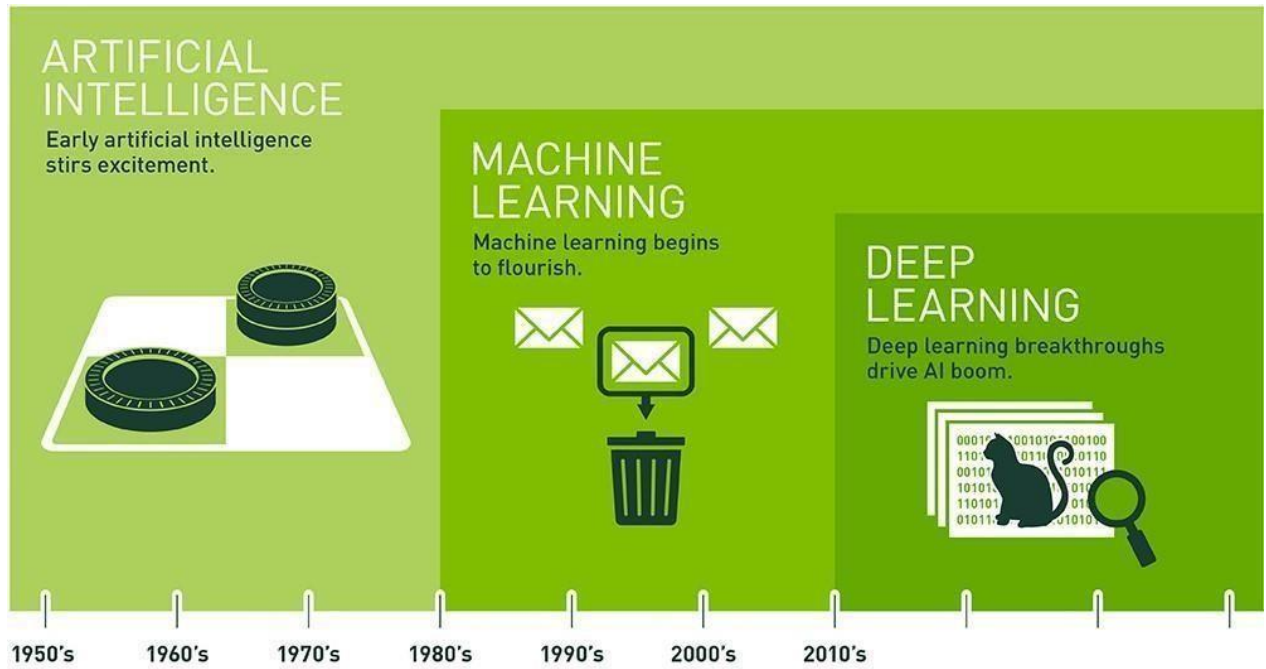 ARTIFICIAL
INTELLIGENCE
Early artificial intelligence
stirs excitement.
MACHINE
LEARNING
Machine learning begins
to flourish.
DEEP
LEARNING
Deep learning breakthroughs
drive AI boom.
1950's 1960's 1970's 1980's 1990's 2000's 2010's